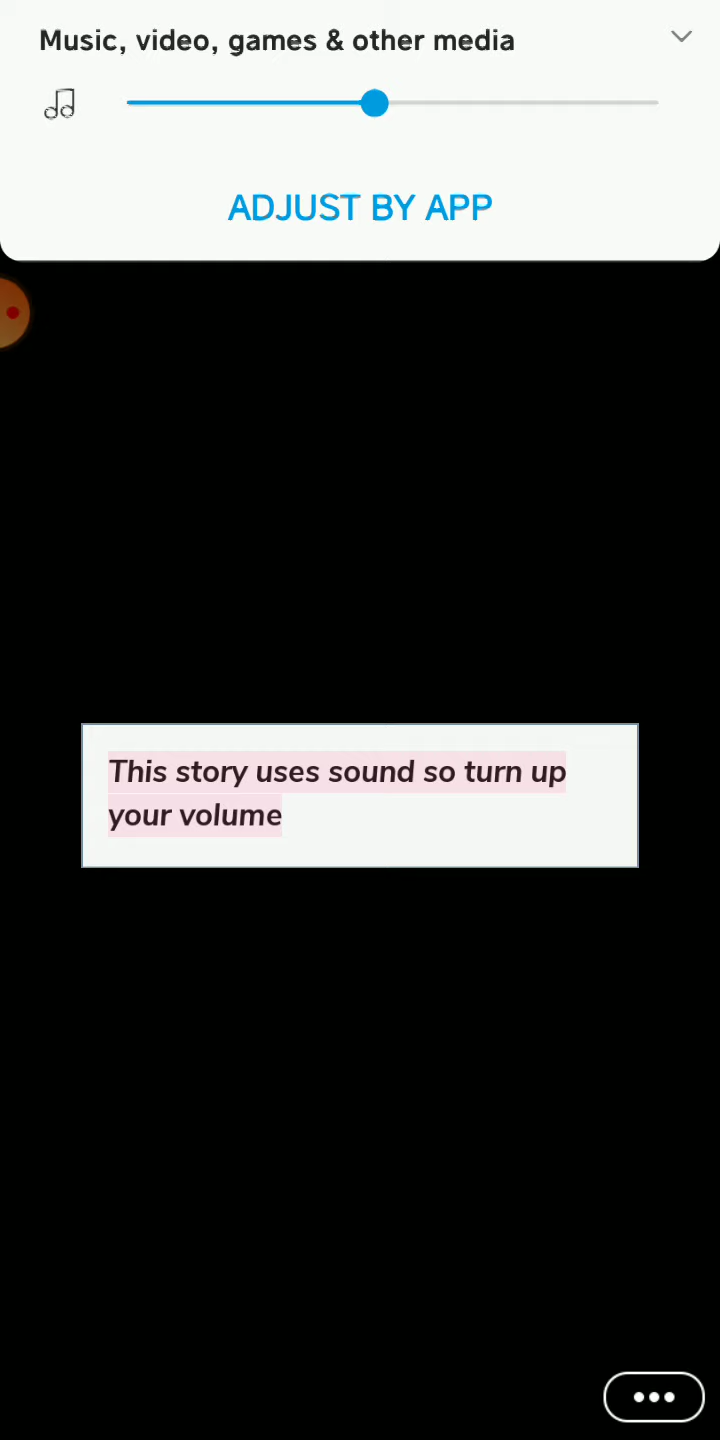 Music, video, games & other media
ADJUST BY APP
This story uses sound so turn up
your volume